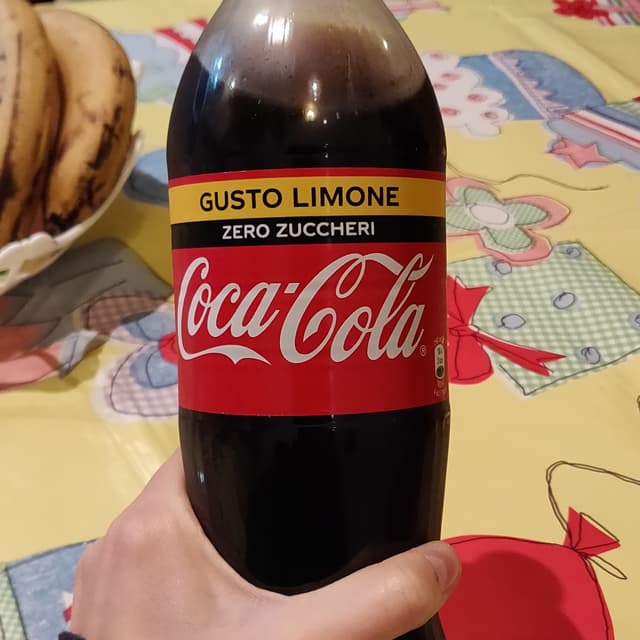 GUSTO LIMONE
ZERO ZUCCHERI
Coca-Cola®